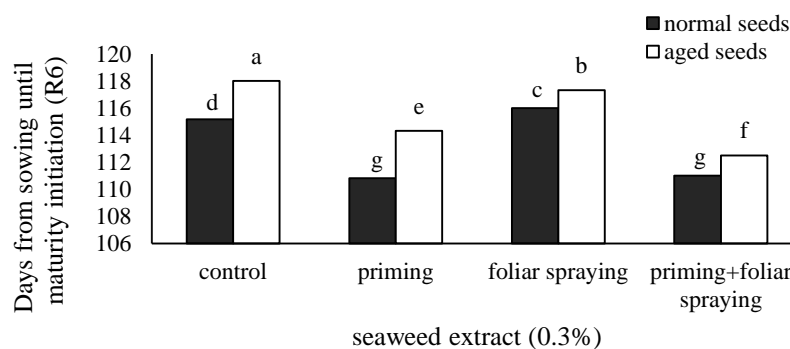 normal seeds
aged seeds
Days from sowing until
maturity initiation (R6)
120
118
116
114
112
110
108
106
a
d
g
e
c
b
g
f
control
priming
foliar spraying
priming+foliar
spraying
seaweed extract (0.3%)